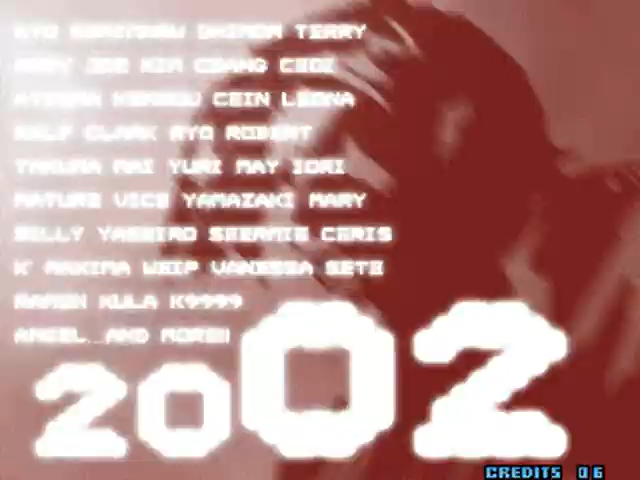 KYO BENIMARU DAIMON TERRY
ANDY JOE KIM CHANG CHOI
ATHENA KENSOU CHIN LEONA
RALF CLARK RYO ROBERT
TAKUMA MAI YURI MAY IORI
MATURE VICE YAMAZAKI MARY
BILLY YASHIRO SHERMIE CHRIS
K' MAXIMA WHIP VANESSA SETH
RAMON KULA K9999
ANGEL...AND MORE!!
2002
CREDITS 06